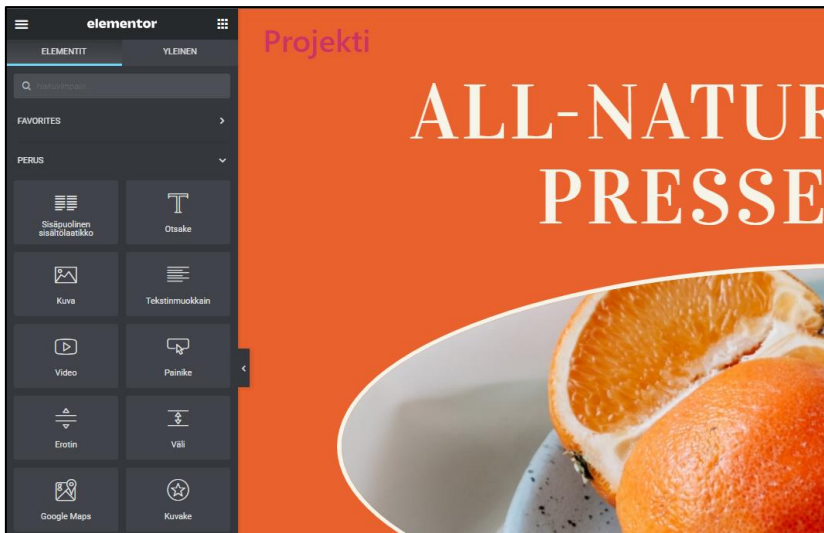 elementor
ELEMENTIT
YLEINEN
FAVORITES
PERUS
Sisäpuolinen
sisältölaatikko
Otsake
Kuva
Tekstinmuokkain
Video
Painike
Erotin
Väli
Google Maps
Kuvake
Projekti
ALL-NATUR
PRESSE